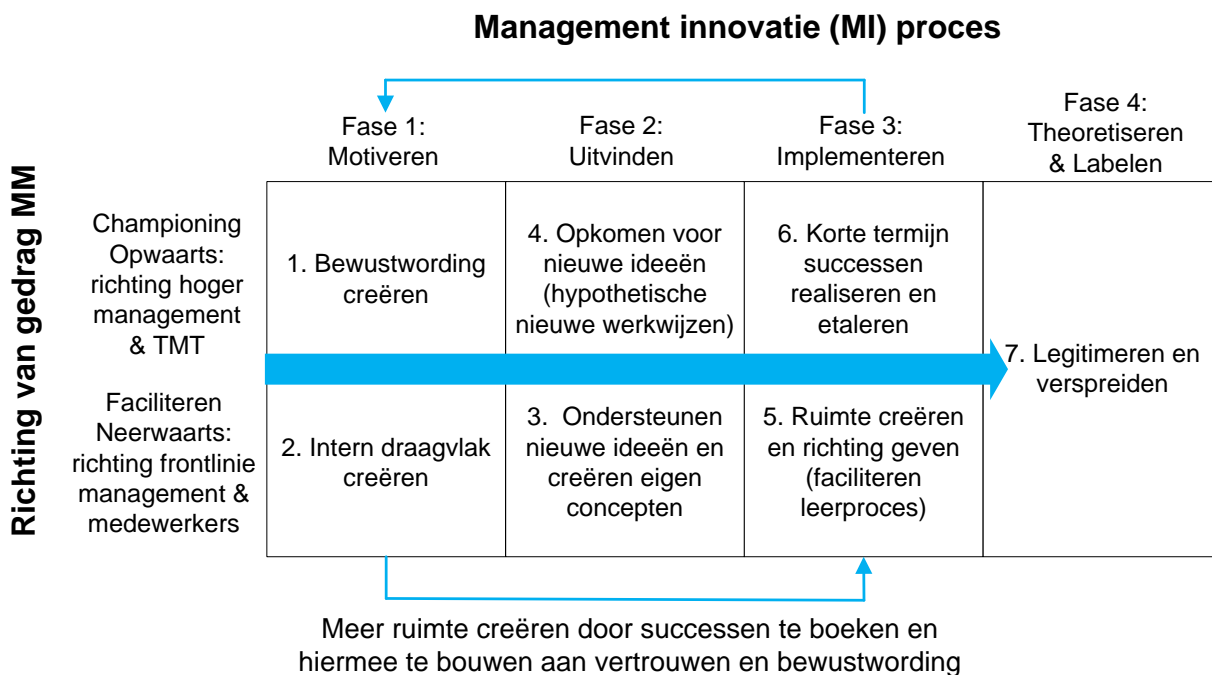 Management innovatie (MI) proces
Fase 1:
Motiveren
Fase 2:
Uitvinden
Fase 3:
Implementeren
Fase 4:
Theoretiseren
& Labelen
Richting van gedrag MM
Championing
Opwaarts:
richting hoger
management
& TMT
1. Bewustwording
creëren
4. Opkomen voor
nieuwe ideeën
(hypothetische
nieuwe werkwijzen)
6. Korte termijn
successen
realiseren en
etaleren
7. Legitimeren en
verspreiden
Faciliteren
Neerwaarts:
richting frontlinie
management &
medewerkers
2. Intern draagvlak
creëren
3. Ondersteunen
nieuwe ideeën en
creëren eigen
concepten
5. Ruimte creëren
en richting geven
(faciliteren
leerproces)
Meer ruimte creëren door successen te boeken en
hiermee te bouwen aan vertrouwen en bewustwording